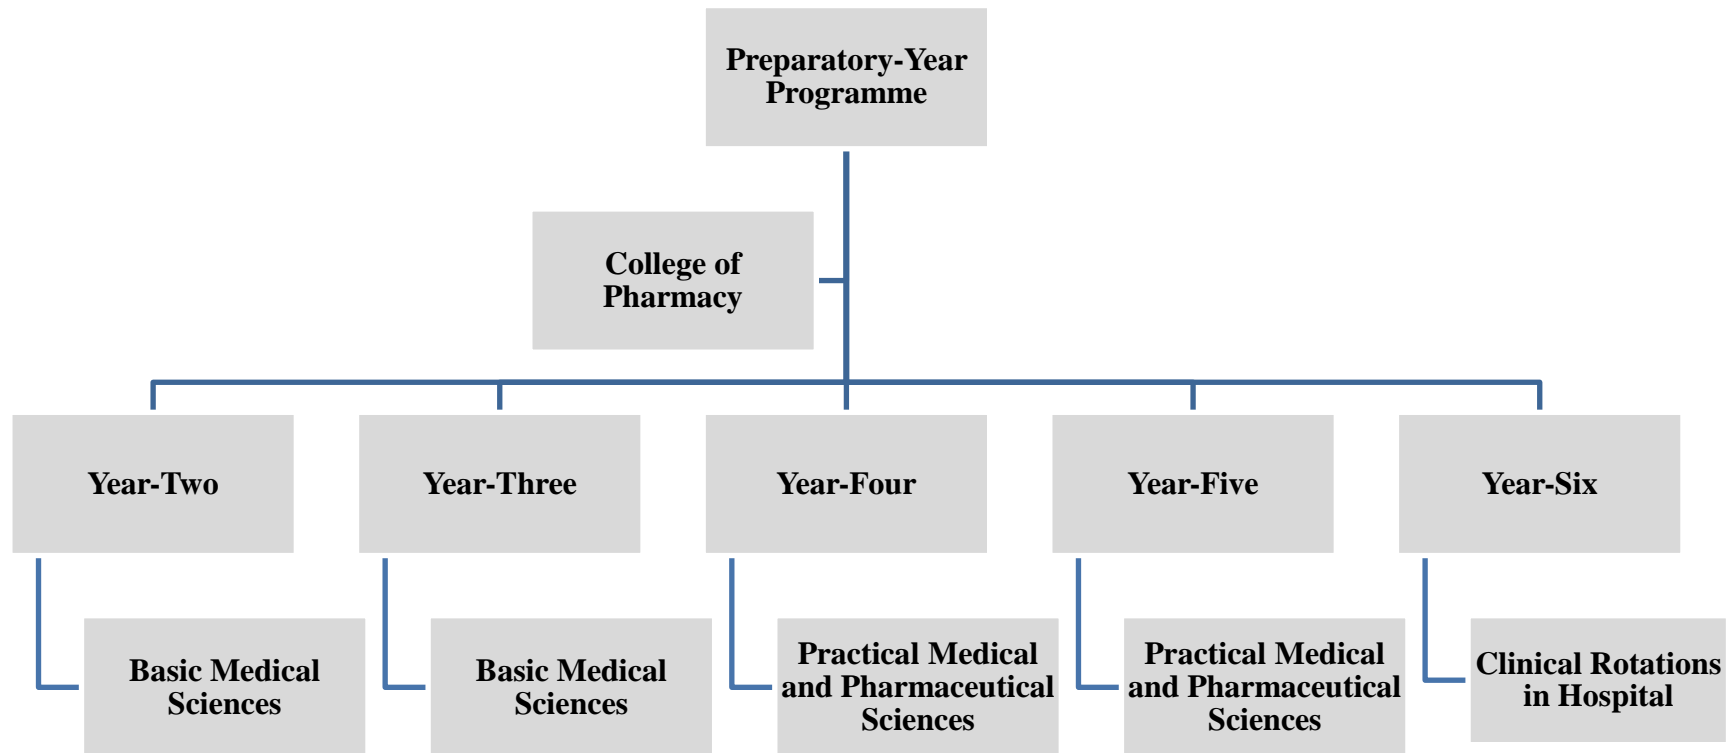 Preparatory-Year
Programme
College of
Pharmacy
Year-Two
Year-Three
Year-Four
Year-Five
Year-Six
Basic Medical
Sciences
Basic Medical
Sciences
Practical Medical
and Pharmaceutical
Sciences
Practical Medical
and Pharmaceutical
Sciences
Clinical Rotations
in Hospital